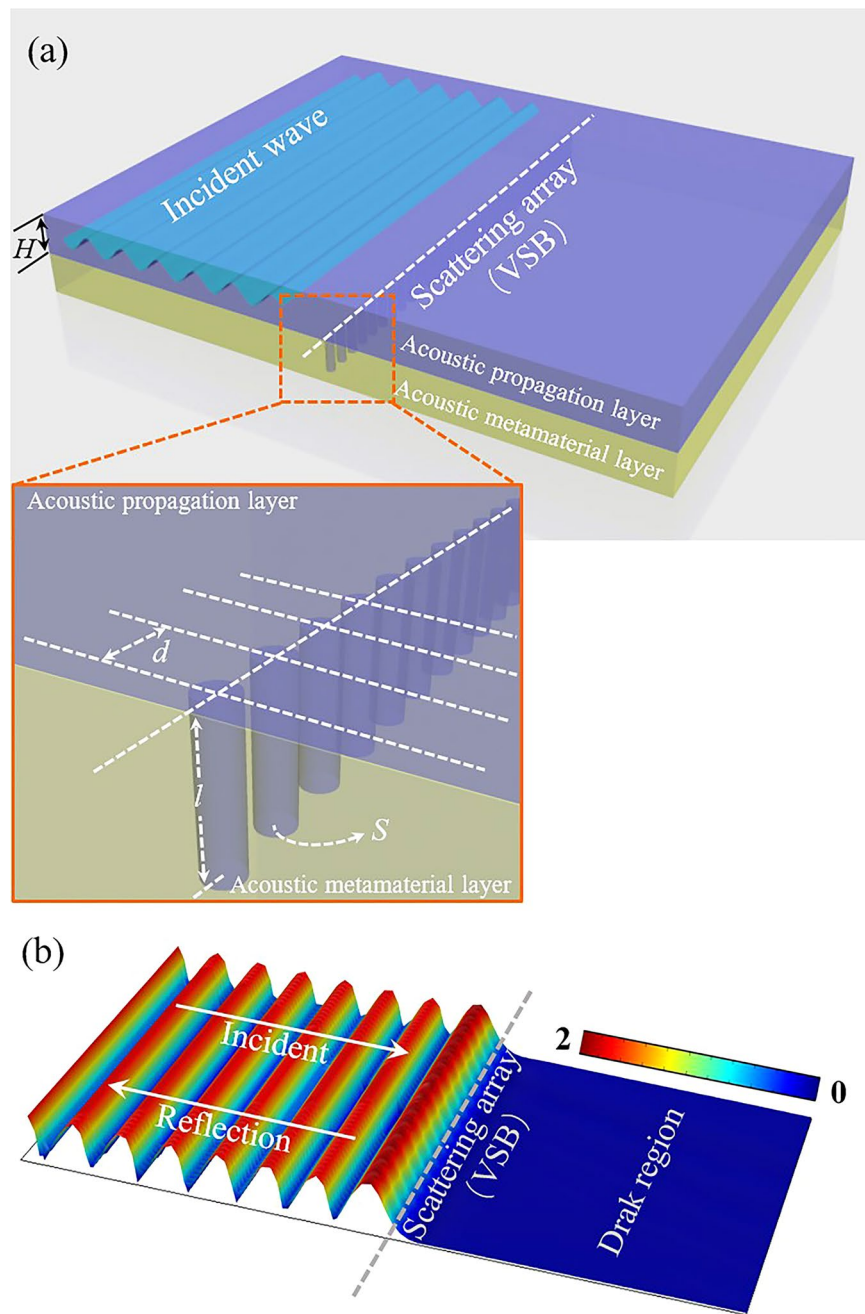 (a)
Incident wave
H
Scattering array
(VSB)
Acoustic propagation layer
Acoustic metamaterial layer
Acoustic propagation layer
d
l
S
Acoustic metamaterial layer
(b)
Incident
Reflection
2
0
Scattering array
(VSB)
Drak region